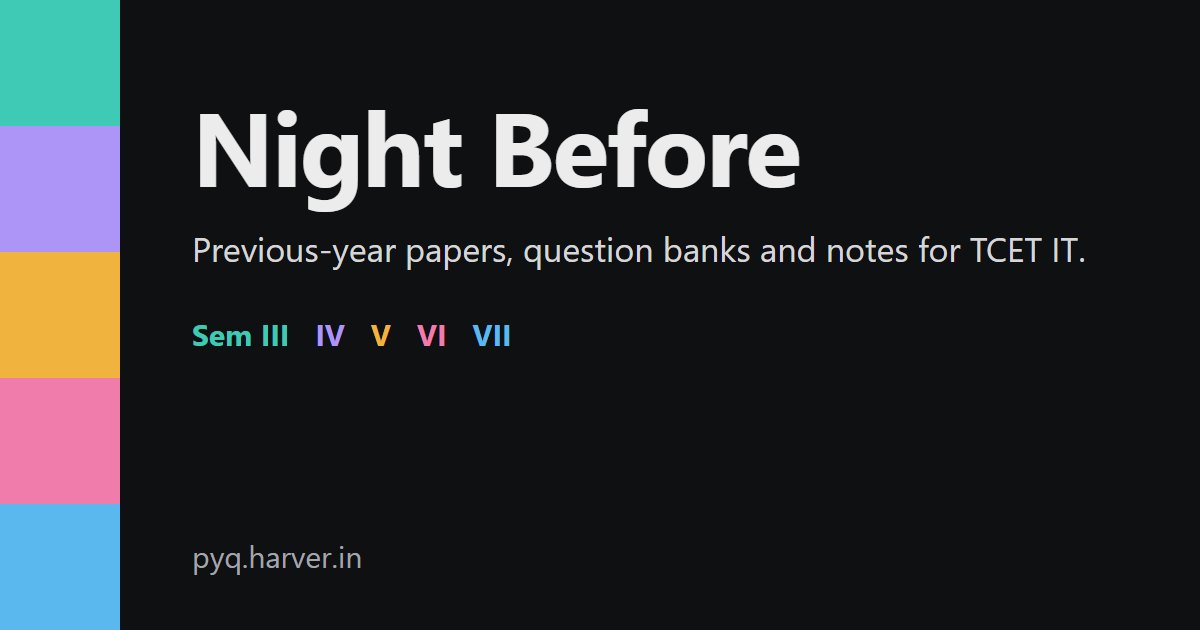 Night Before
Previous-year papers, question banks and notes for TCET IT.
Sem III IV V VI VII
pyq.harver.in